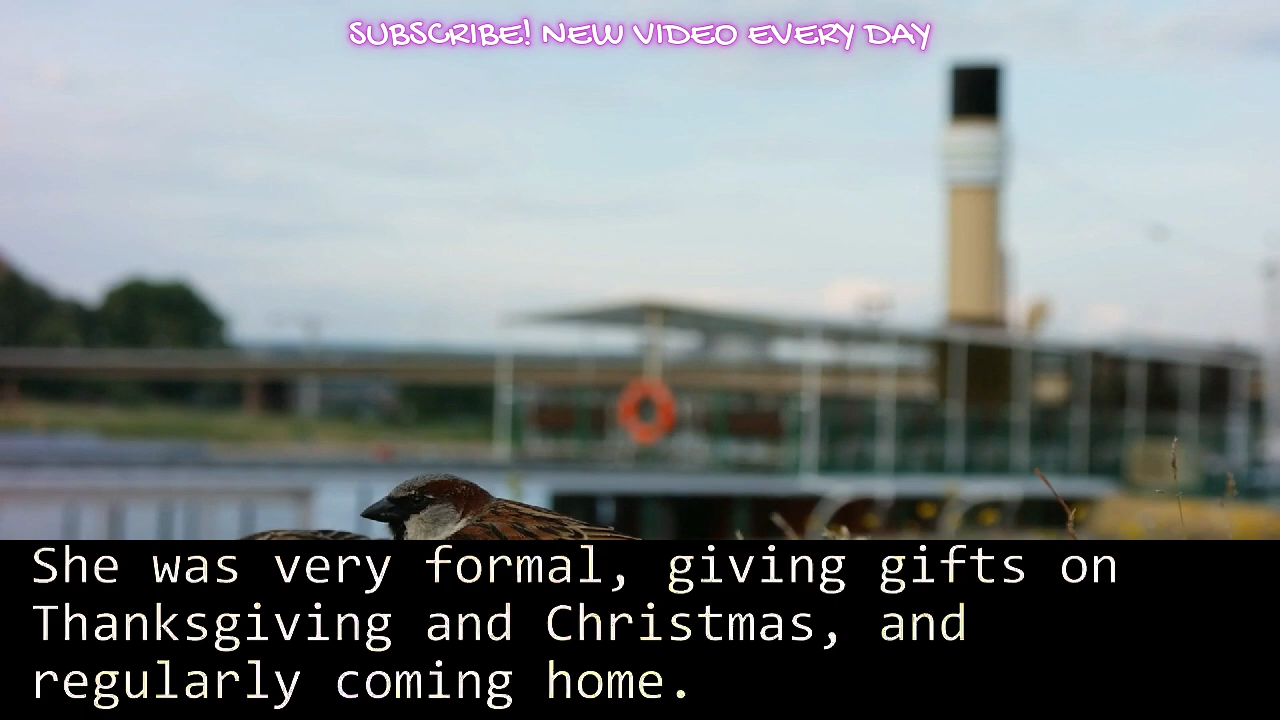 SUBSCRIBE! NEW VIDEO EVERY DAY
She was very formal, giving gifts on
Thanksgiving and Christmas, and
regularly coming home.